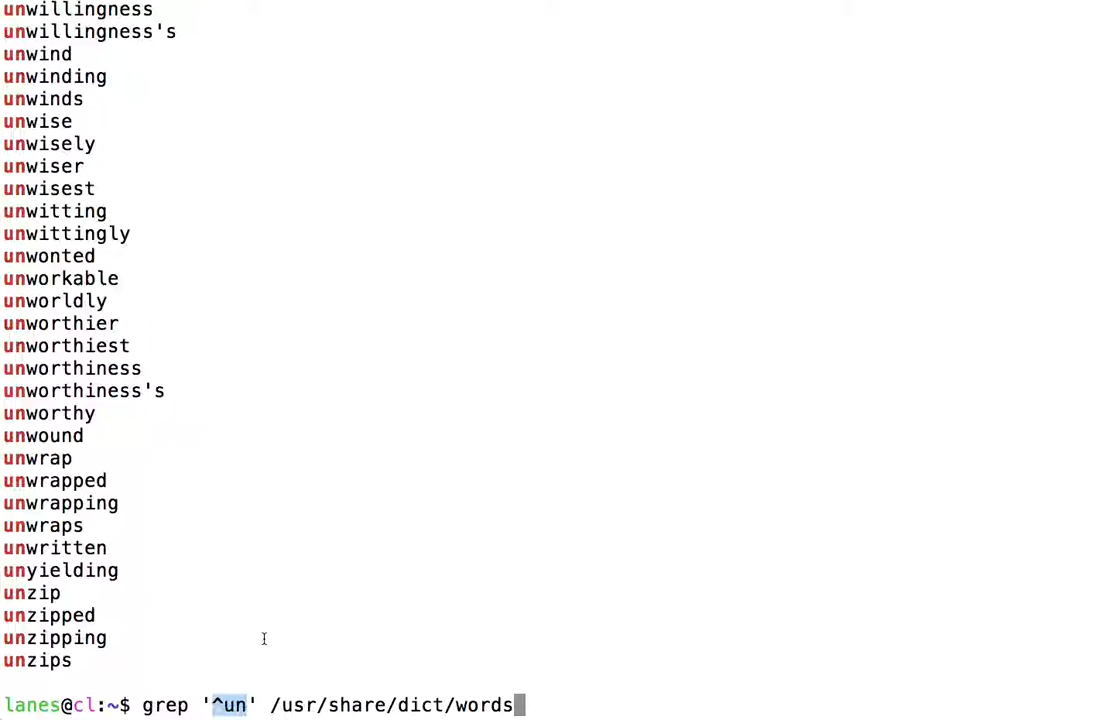 unwillingness
unwillingness's
unwind
unwinding
unwinds
unwise
unwisely
unwiser
unwisest
unwitting
unwittingly
unwonted
unworkable
unworldly
unworthier
unworthiest
unworthiness
unworthiness's
unworthy
unwound
unwrap
unwrapped
unwrapping
unwraps
unwritten
unyielding
unzip
unzipped
unzipping
unzips
lanes@cl:~$ grep '^un' /usr/share/dict/words